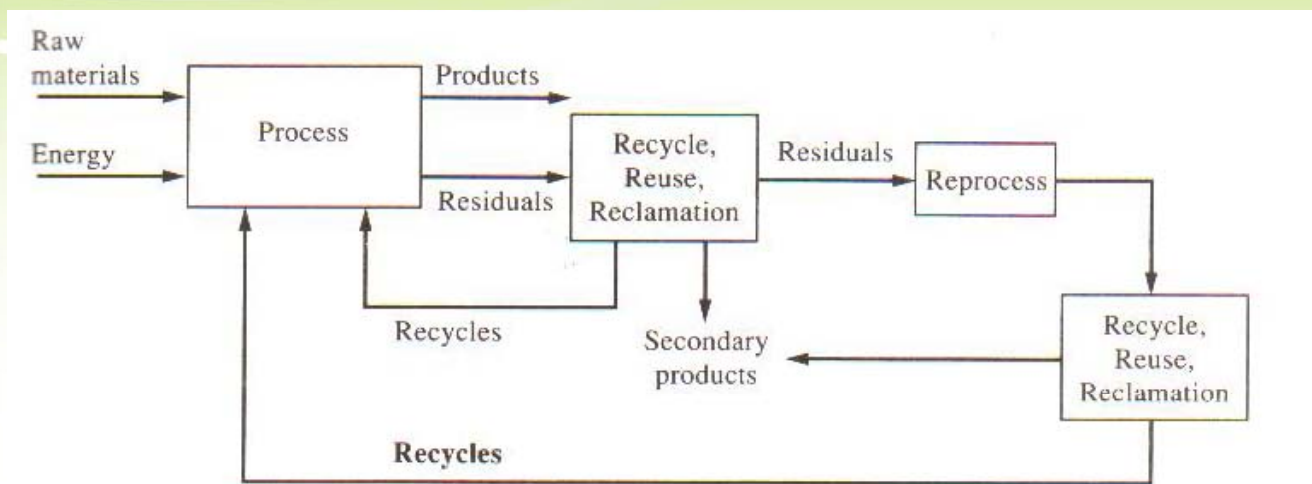 Raw
materials
Products
Process
Energy
Residuals
Recycle,
Reuse,
Reclamation
Residuals
Reprocess
Recycles
Secondary
products
Recycle,
Reuse,
Reclamation
Recycles